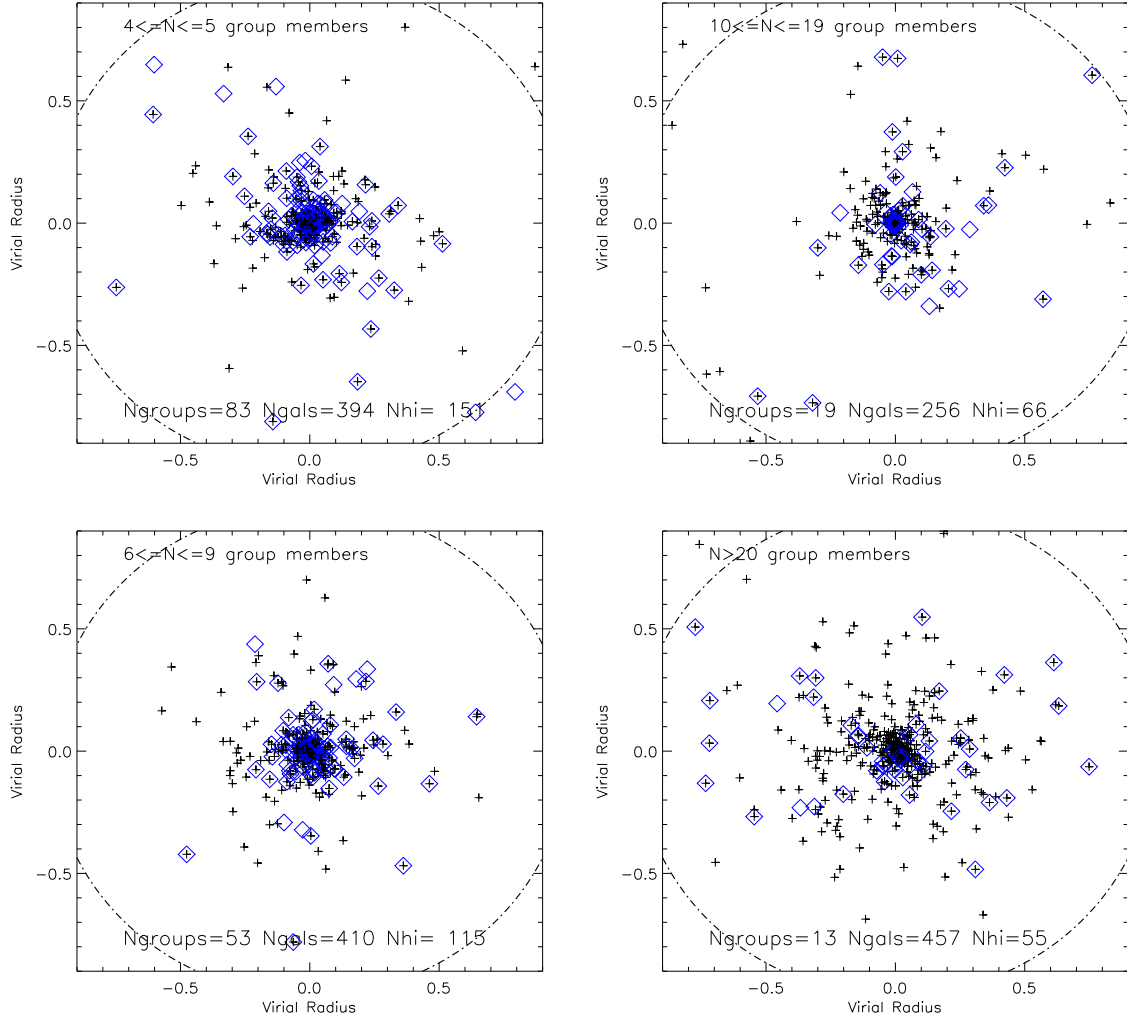 4<=N<=5 group members
0.5
0.0
−0.5
Virial Radius
Ngroups=83 Ngals=394 Nhi= 154
−0.5 0.0 0.5
Virial Radius
10<=N<=19 group members
0.5
0.0
−0.5
Virial Radius
Ngroups=19 Ngals=256 Nhi=66
−0.5 0.0 0.5
Virial Radius
6<=N<=9 group members
0.5
0.0
−0.5
Virial Radius
Ngroups=53 Ngals=410 Nhi= 115
−0.5 0.0 0.5
Virial Radius
N>20 group members
0.5
0.0
−0.5
Virial Radius
Ngroups=13 Ngals=457 Nhi=55
−0.5 0.0 0.5
Virial Radius